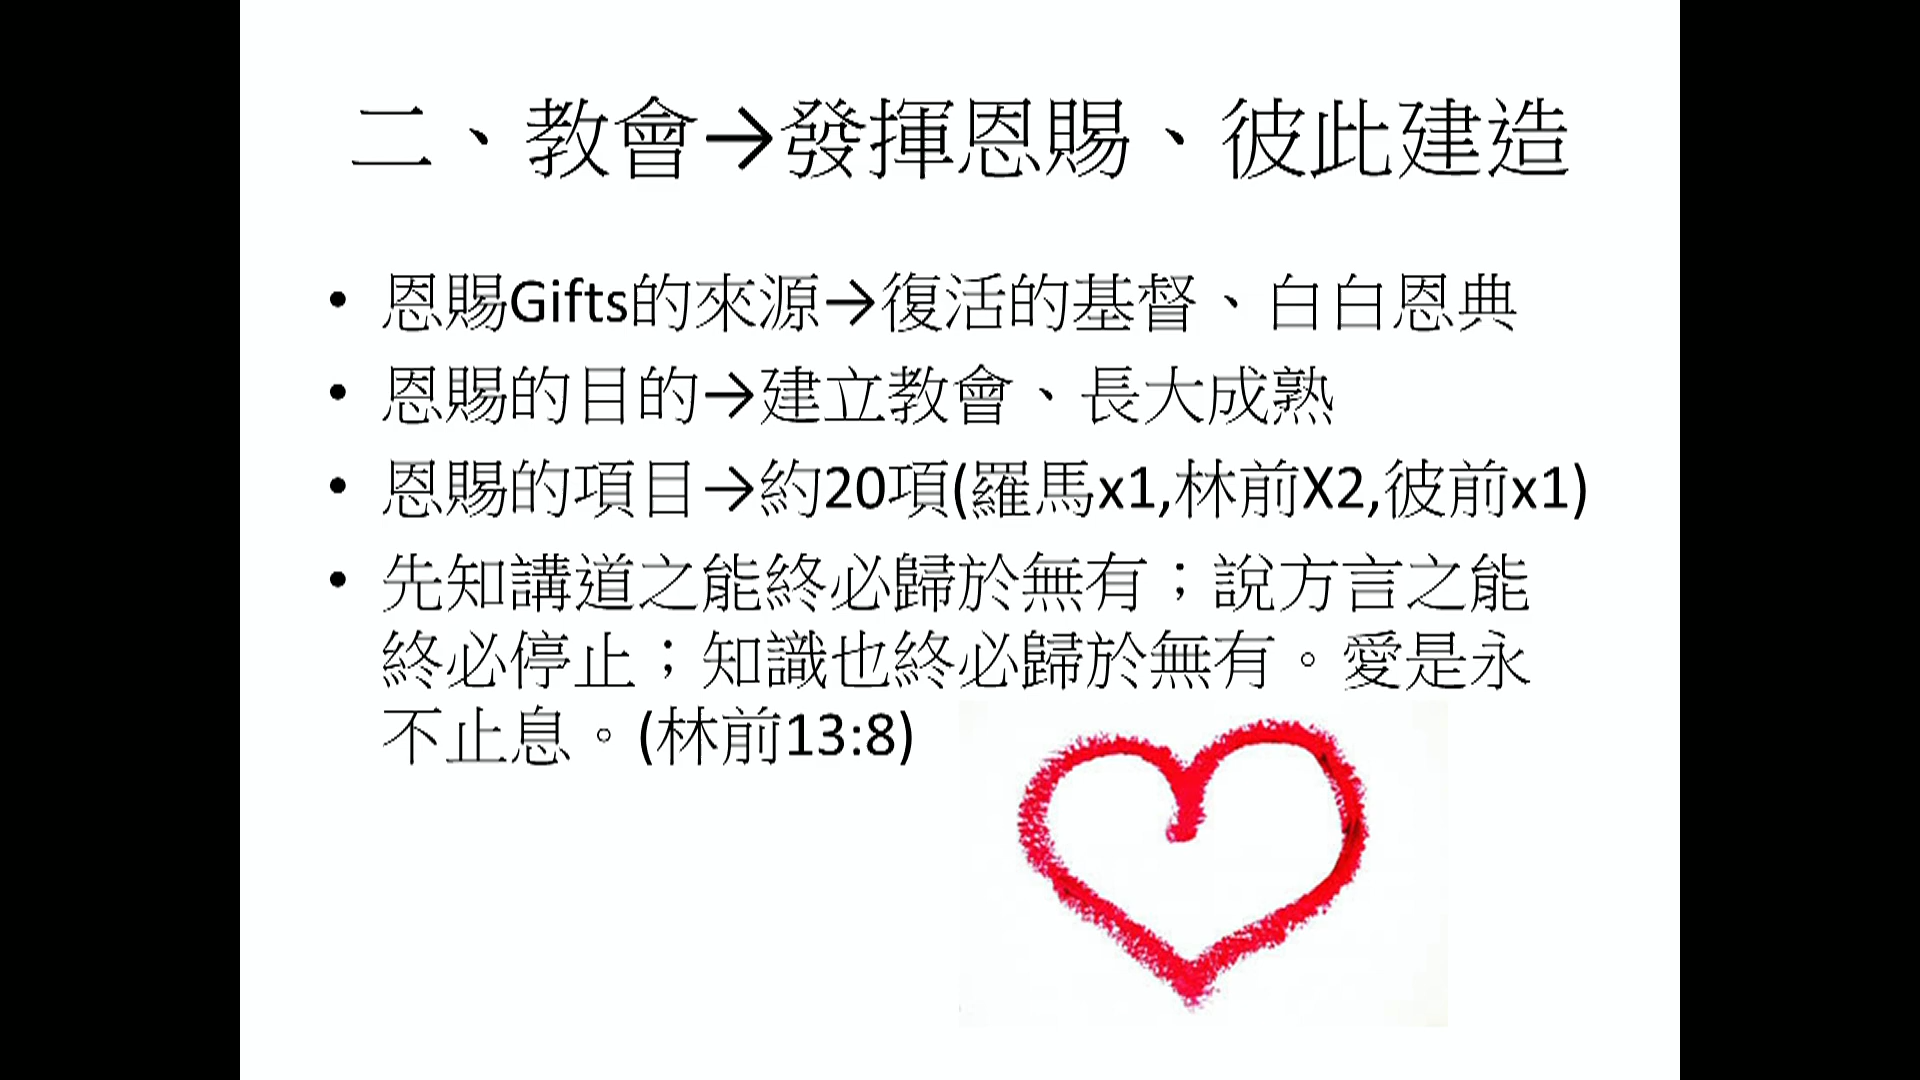 二、教會→發揮恩賜、彼此建造
• 恩賜Gifts的來源→復活的基督、白白恩典
• 恩賜的目的→建立教會、長大成熟
• 恩賜的項目→約20項(羅馬x1,林前X2,彼前x1)
• 先知講道之能終必歸於無有；說方言之能
終必停止；知識也終必歸於無有。愛是永
不止息。(林前13:8)